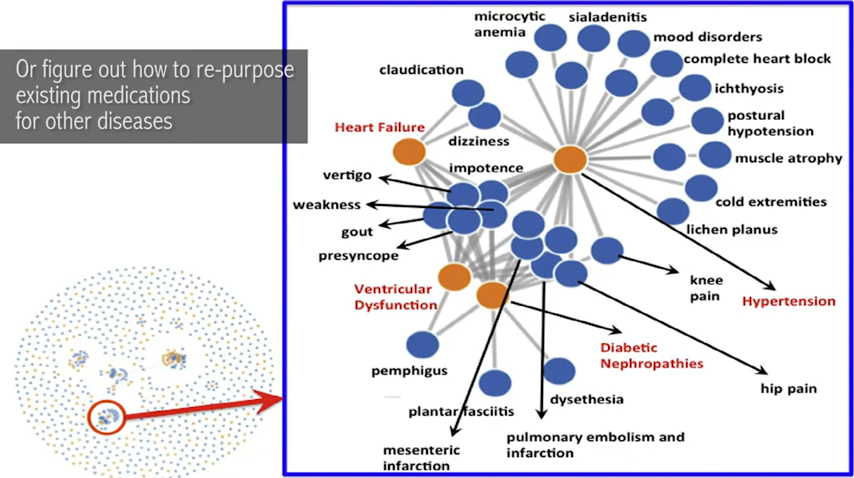 Or figure out how to re-purpose
existing medications
for other diseases
microcytic
anemia
sialadenitis
mood disorders
complete heart block
claudication
ichthyosis
postural
hypotension
Heart Failure
dizziness
muscle atrophy
impotence
vertigo
cold extremities
weakness
lichen planus
gout
presyncope
knee
pain
Ventricular
Dysfunction
Hypertension
Diabetic
Nephropathies
pemphigus
hip pain
dysethesia
plantar fasciitis
pulmonary embolism and
infarction
mesenteric
infarction